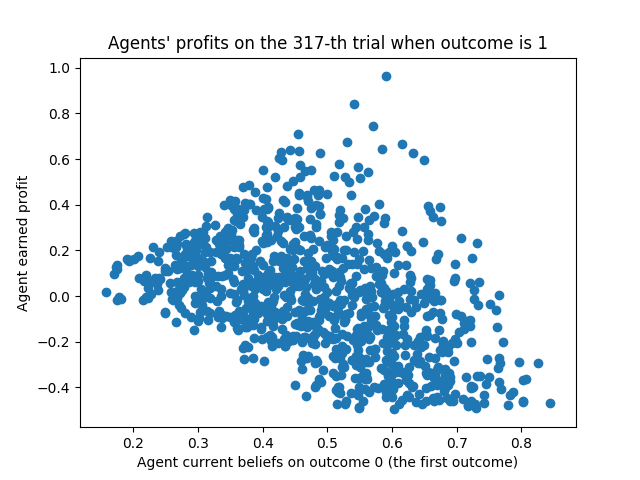 Agents' profits on the 317-th trial when outcome is 1
Agent earned profit
1.0
0.8
0.6
0.4
0.2
0.0
−0.2
−0.4
0.2 0.3 0.4 0.5 0.6 0.7 0.8
Agent current beliefs on outcome 0 (the first outcome)